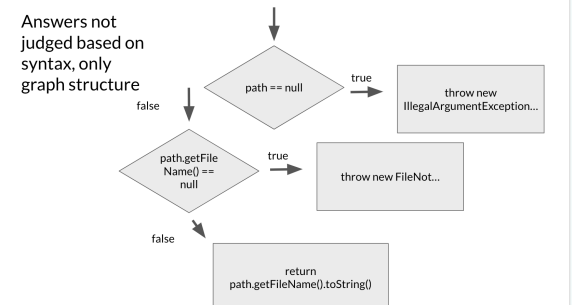 Answers not
judged based on
syntax, only
graph structure
path == null
true
throw new
IllegalArgumentException...
false
path.getFile
Name() ==
null
true
throw new FileNot...
false
return
path.getFileName().toString()